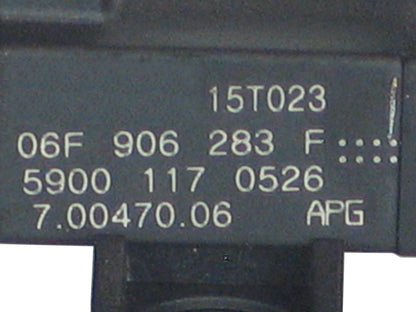 15T023
06F 906 283 F
5900 117 0526
7.00470.06 APG